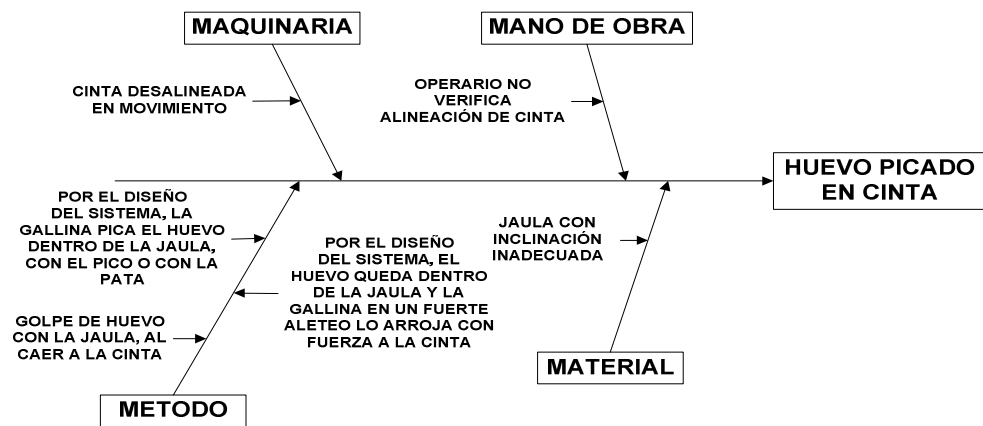 MAQUINARIA
MANO DE OBRA
CINTA DESALINEADA
EN MOVIMIENTO
OPERARIO NO
VERIFICA
ALINEACIÓN DE CINTA
HUEVO PICADO
EN CINTA
POR EL DISEÑO
DEL SISTEMA, LA
GALLINA PICA EL HUEVO
DENTRO DE LA JAULA,
CON EL PICO O CON LA
PATA
POR EL DISEÑO
DEL SISTEMA, EL
HUEVO QUEDA DENTRO
DE LA JAULA Y LA
GALLINA EN UN FUERTE
ALETEO LO ARROJA CON
FUERZA A LA CINTA
JAULA CON
INCLINACIÓN
INADECUADA
GOLPE DE HUEVO
CON LA JAULA, AL
CAER A LA CINTA
MATERIAL
METODO